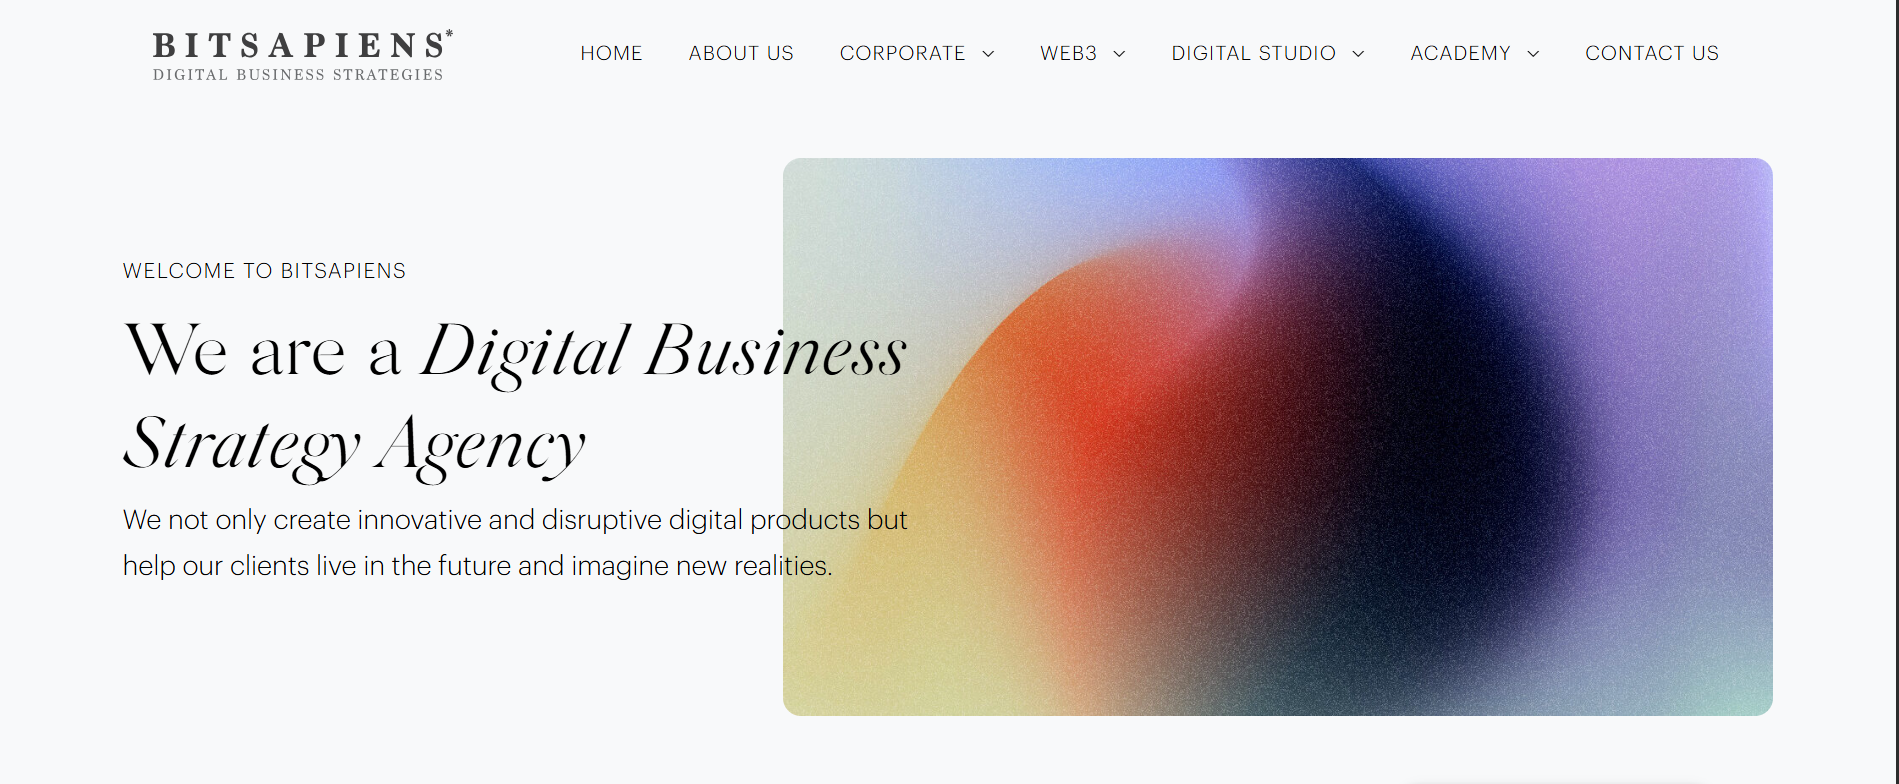 BITSAPIENS*
DIGITAL BUSINESS STRATEGIES
HOME ABOUT US CORPORATE WEB3 DIGITAL STUDIO ACADEMY CONTACT US
WELCOME TO BITSAPIENS
We are a Digital Business
Strategy Agency
We not only create innovative and disruptive digital products but
help our clients live in the future and imagine new realities.